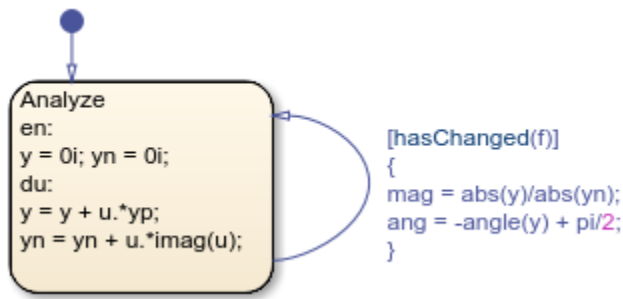 Analyze
en:
y = 0i; yn = 0i;
du:
y = y + u.*yp;
yn = yn + u.*imag(u);
[hasChanged(f)]
{
mag = abs(y)/abs(yn);
ang = -angle(y) + pi/2;
}